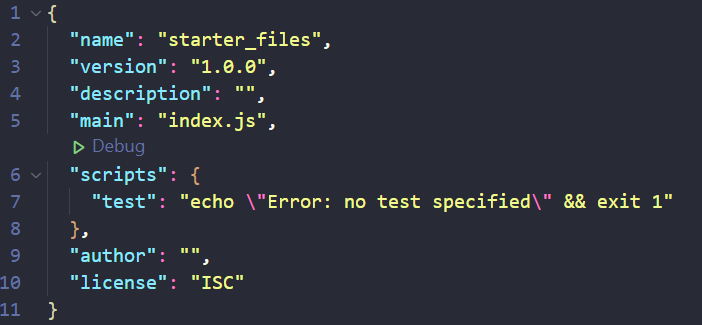 1 {
2 "name": "starter_files",
3 "version": "1.0.0",
4 "description": "",
5 "main": "index.js",
Debug
6 "scripts": {
7 "test": "echo \"Error: no test specified\" && exit 1"
8 },
9 "author": "",
10 "license": "ISC"
11 }